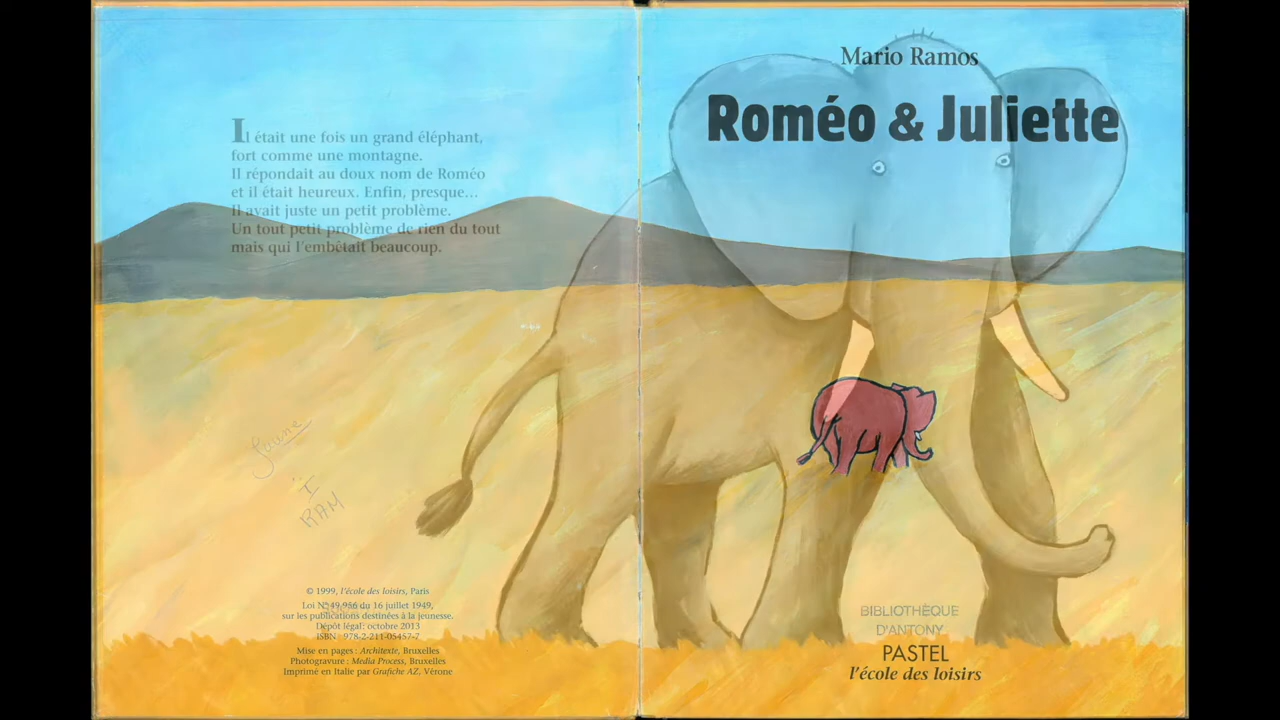 Il était une fois un grand éléphant,
fort comme une montagne.
Il répondait au doux nom de Roméo
et il était heureux. Enfin, presque...
Il avait juste un petit problème.
Un tout petit problème de rien du tout
mais qui l'embêtait beaucoup.
RAM
© 1999, l'école des loisirs, Paris
Loi N° 49.956 du 16 juillet 1949,
sur les publications destinées à la jeunesse.
Dépôt légal : octobre 2013
ISBN 978-2-211-05457-7
Mise en pages : Architexte, Bruxelles
Photogravure : Media Process, Bruxelles
Imprimé en Italie par Grafiche AZ, Vérone
Mario Ramos
Roméo & Juliette
BIBLIOTHÈQUE
D'ANTONY
PASTEL
l'école des loisirs